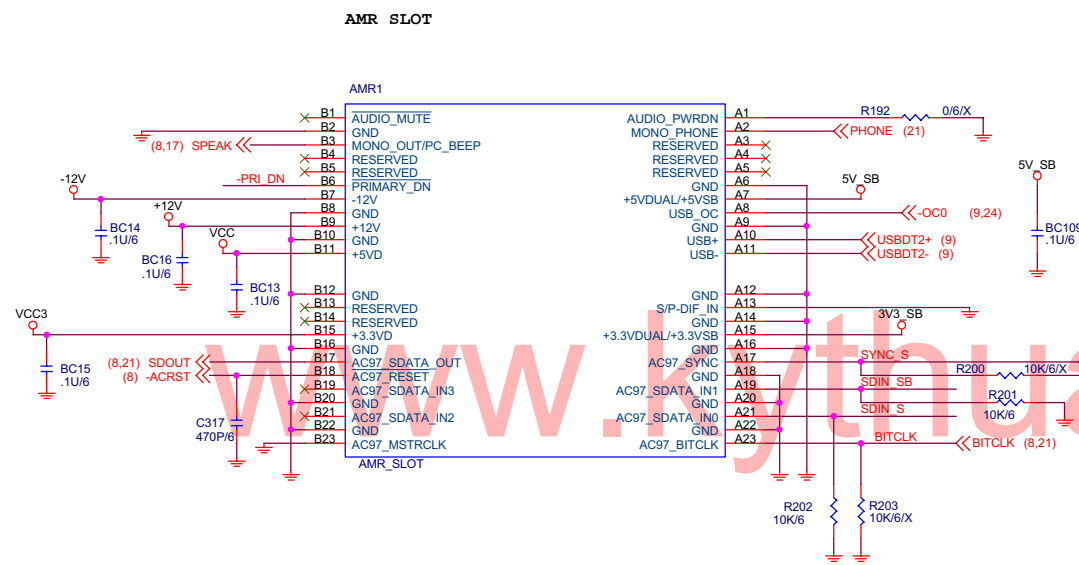 AMR SLOT
AMR1
B1 AUDIO_MUTE
B2 GND
B3 MONO_OUT/PC_BEEP
B4 RESERVED
B5 RESERVED
B6 PRIMARY_DN
B7 -12V
B8 GND
B9 +12V
B10 GND
B11 +5VD
B12 GND
B13 RESERVED
B14 RESERVED
B15 +3.3VD
B16 GND
B17 AC97_SDATA_OUT
B18 AC97_RESET
B19 AC97_SDATA_IN3
B20 GND
B21 AC97_SDATA_IN2
B22 GND
B23 AC97_MSTRCLK
AMR_SLOT
AUDIO_PWRDN A1
MONO_PHONE A2
RESERVED A3
RESERVED A4
RESERVED A5
GND A6
+5VDUAL/+5VSB A7
USB_OC A8
GND A9
USB+ A10
USB- A11
GND A12
S/P-DIF_IN A13
GND A14
+3.3VDUAL/+3.3VSB A15
GND A16
AC97_SYNC A17
GND A18
AC97_SDATA_IN1 A19
GND A20
AC97_SDATA_IN0 A21
GND A22
AC97_BITCLK A23
(8,17) SPEAK
-PRI_DN
-12V
BC14
.1U/6
+12V
BC16
.1U/6
VCC
BC13
.1U/6
VCC3
BC15
.1U/6
(8,21) SDOUT
(8) -ACRST
C317
470P/6
R192 0/6/X
PHONE (21)
5V_SB
-OC0 (9,24)
USBDT2+ (9)
USBDT2- (9)
5V_SB
BC109
.1U/6
3V3_SB
SYNC_S
R200 10K/6/X
SDIN_SB
R201
10K/6
SDIN_S
BITCLK
BITCLK (8,21)
R202
10K/6
R203
10K/6/X
www.kythua